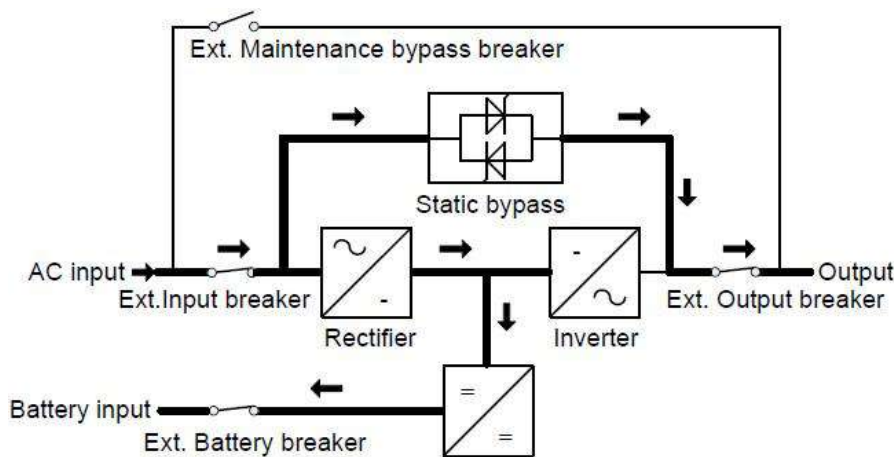 Ext. Maintenance bypass breaker
Static bypass
AC input
Output
Ext.Input breaker
Ext. Output breaker
Rectifier
Inverter
-
-
=
=
Battery input
Ext. Battery breaker